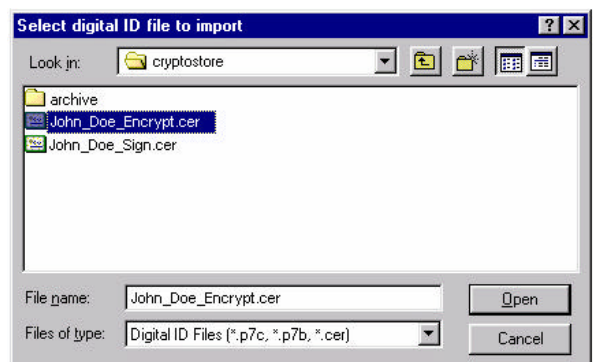 Select digital ID file to import
Look in: cryptostore
archive
John_Doe_Encrypt.cer
John_Doe_Sign.cer
File name: John_Doe_Encrypt.cer Open
Files of type: Digital ID Files (*.p7c, *.p7b, *.cer) Cancel